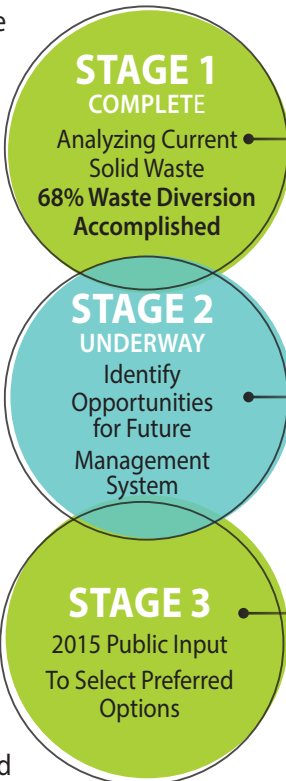 e
STAGE 1
COMPLETE
Analyzing Current
Solid Waste
68% Waste Diversion
Accomplished
STAGE 2
UNDERWAY
Identify
Opportunities
for Future
Management
System
STAGE 3
2015 Public Input
To Select Preferred
Options
d